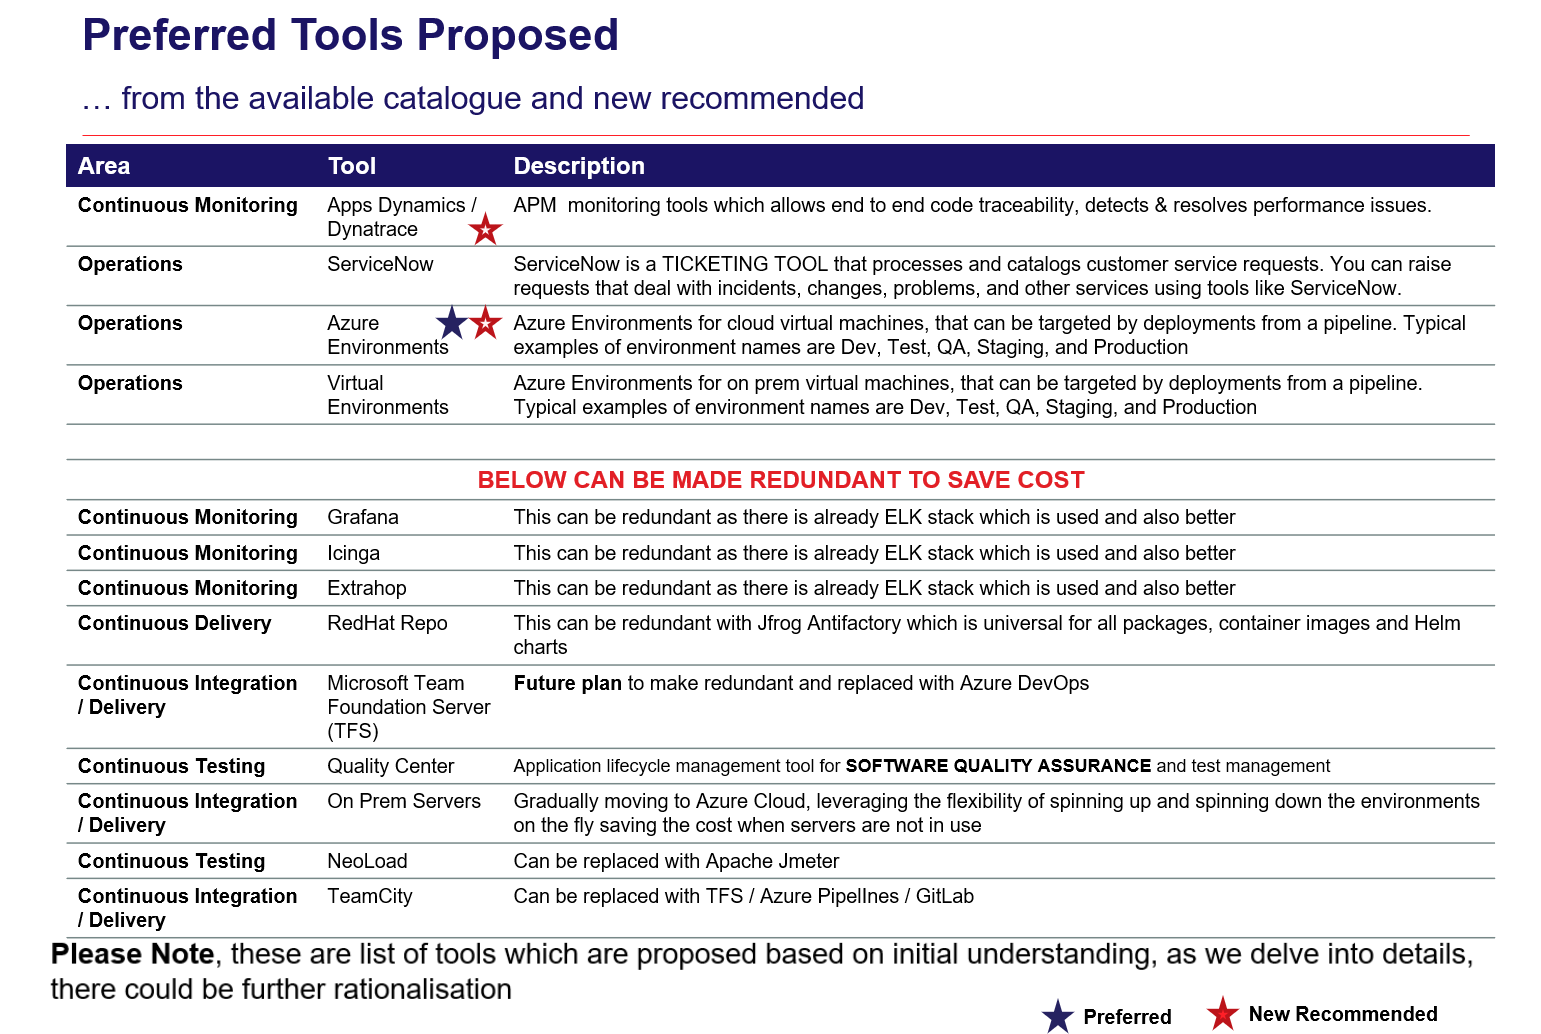 Preferred Tools Proposed
… from the available catalogue and new recommended
Area Tool Description
Continuous Monitoring Apps Dynamics / APM monitoring tools which allows end to end code traceability, detects & resolves performance issues.
Dynatrace
Operations ServiceNow ServiceNow is a TICKETING TOOL that processes and catalogs customer service requests. You can raise
requests that deal with incidents, changes, problems, and other services using tools like ServiceNow.
Operations Azure Azure Environments for cloud virtual machines, that can be targeted by deployments from a pipeline. Typical
Environments examples of environment names are Dev, Test, QA, Staging, and Production
Operations Virtual Azure Environments for on prem virtual machines, that can be targeted by deployments from a pipeline.
Environments Typical examples of environment names are Dev, Test, QA, Staging, and Production
BELOW CAN BE MADE REDUNDANT TO SAVE COST
Continuous Monitoring Grafana This can be redundant as there is already ELK stack which is used and also better
Continuous Monitoring Icinga This can be redundant as there is already ELK stack which is used and also better
Continuous Monitoring Extrahop This can be redundant as there is already ELK stack which is used and also better
Continuous Delivery RedHat Repo This can be redundant with Jfrog Antifactory which is universal for all packages, container images and Helm
charts
Continuous Integration Microsoft Team Future plan to make redundant and replaced with Azure DevOps
/ Delivery Foundation Server
(TFS)
Continuous Testing Quality Center Application lifecycle management tool for SOFTWARE QUALITY ASSURANCE and test management
Continuous Integration On Prem Servers Gradually moving to Azure Cloud, leveraging the flexibility of spinning up and spinning down the environments
/ Delivery on the fly saving the cost when servers are not in use
Continuous Testing NeoLoad Can be replaced with Apache Jmeter
Continuous Integration TeamCity Can be replaced with TFS / Azure PipelInes / GitLab
/ Delivery
Please Note, these are list of tools which are proposed based on initial understanding, as we delve into details,
there could be further rationalisation
Preferred New Recommended